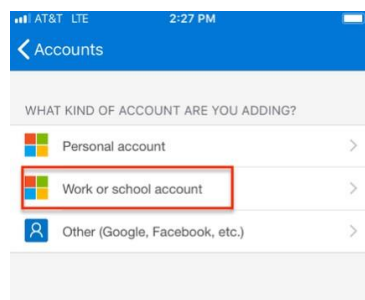 AT&T LTE 2:27 PM
Accounts
WHAT KIND OF ACCOUNT ARE YOU ADDING?
Personal account
Work or school account
Other (Google, Facebook, etc.)